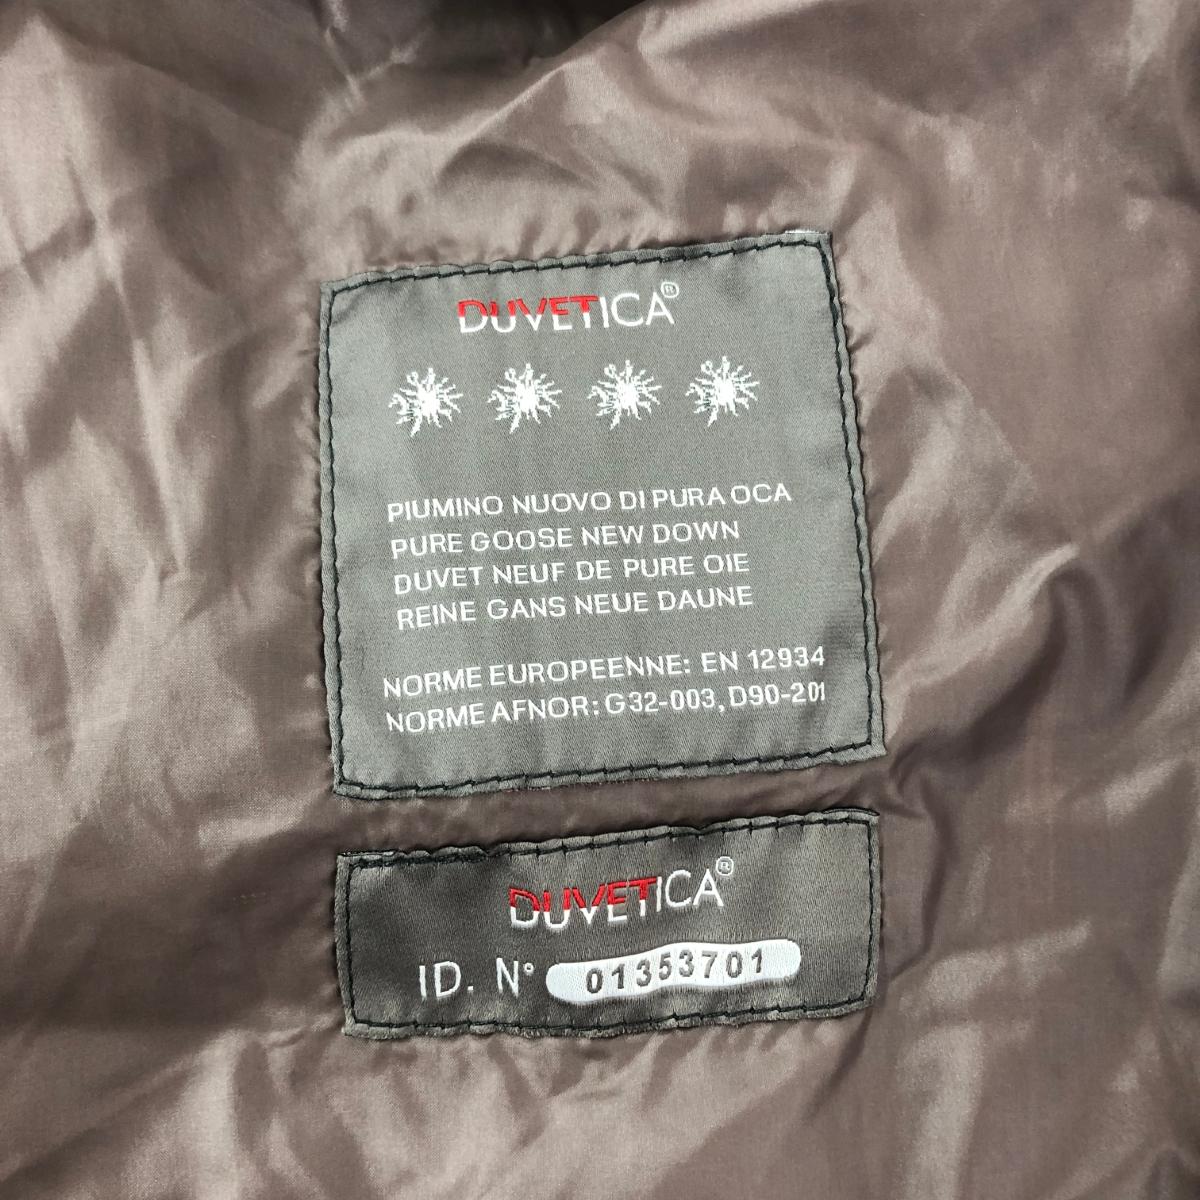 DUVETICA®
PIUMINO NUOVO DI PURA OCA
PURE GOOSE NEW DOWN
DUVET NEUF DE PURE OIE
REINE GANS NEUE DAUNE
NORME EUROPEENNE: EN 12934
NORME AFNOR: G32-003, D90-201
DUVETICA®
ID. N° 01353701